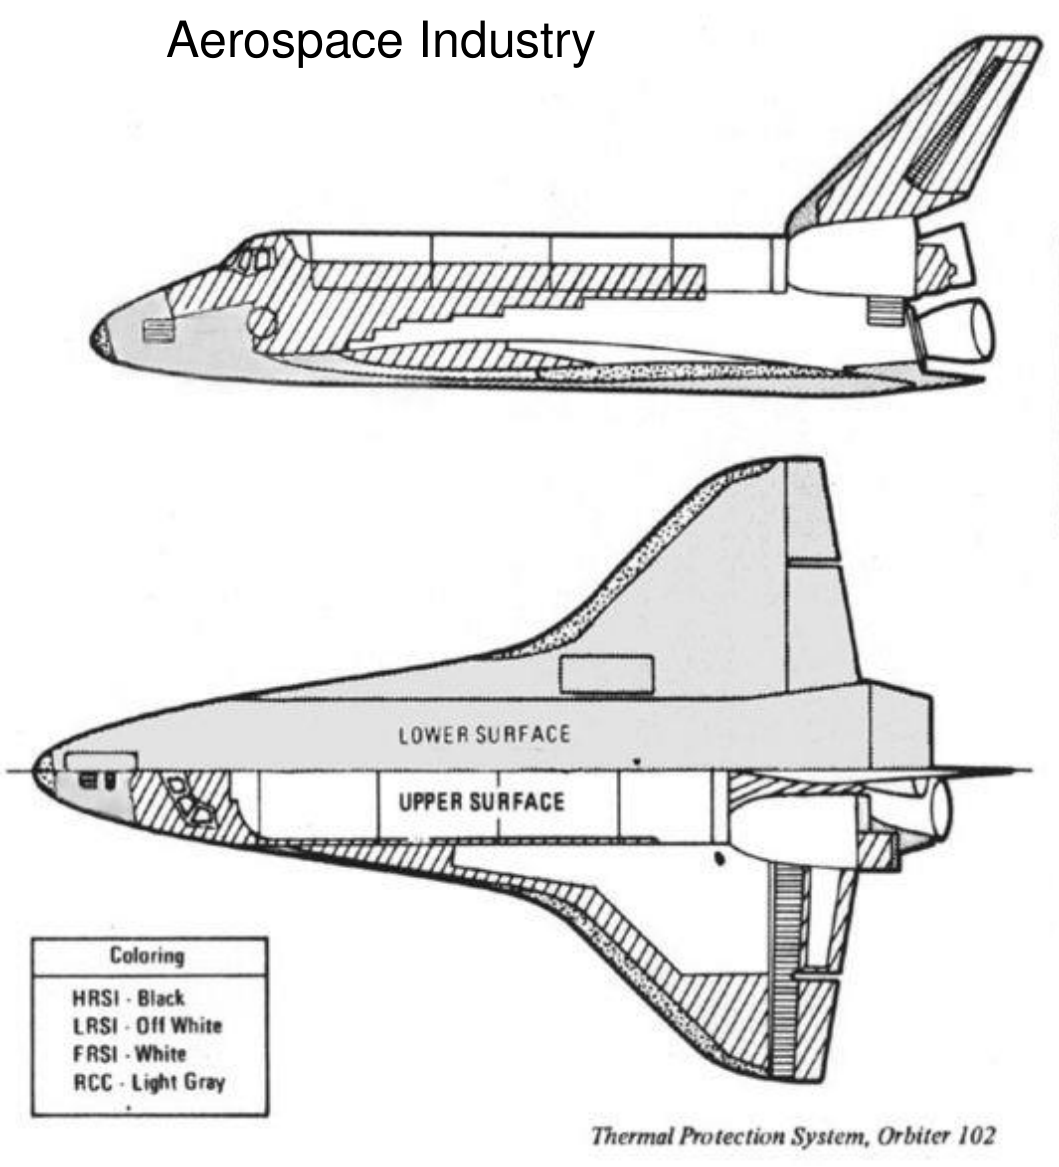 Aerospace Industry
LOWER SURFACE
UPPER SURFACE
Coloring
HRSI - Black
LRSI - Off White
FRSI - White
RCC - Light Gray
Thermal Protection System, Orbiter 102